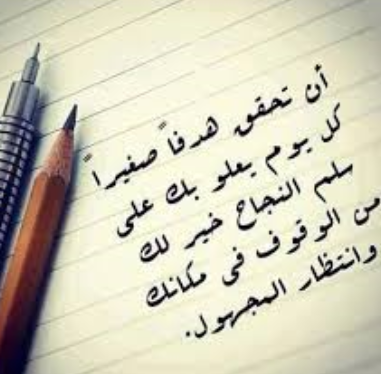 أن تحقق هدفاً صغيراً
كل يوم يعلو بك على
سلم النجاح خير لك
من الوقوف في مكانك
وانتظار المجهول.